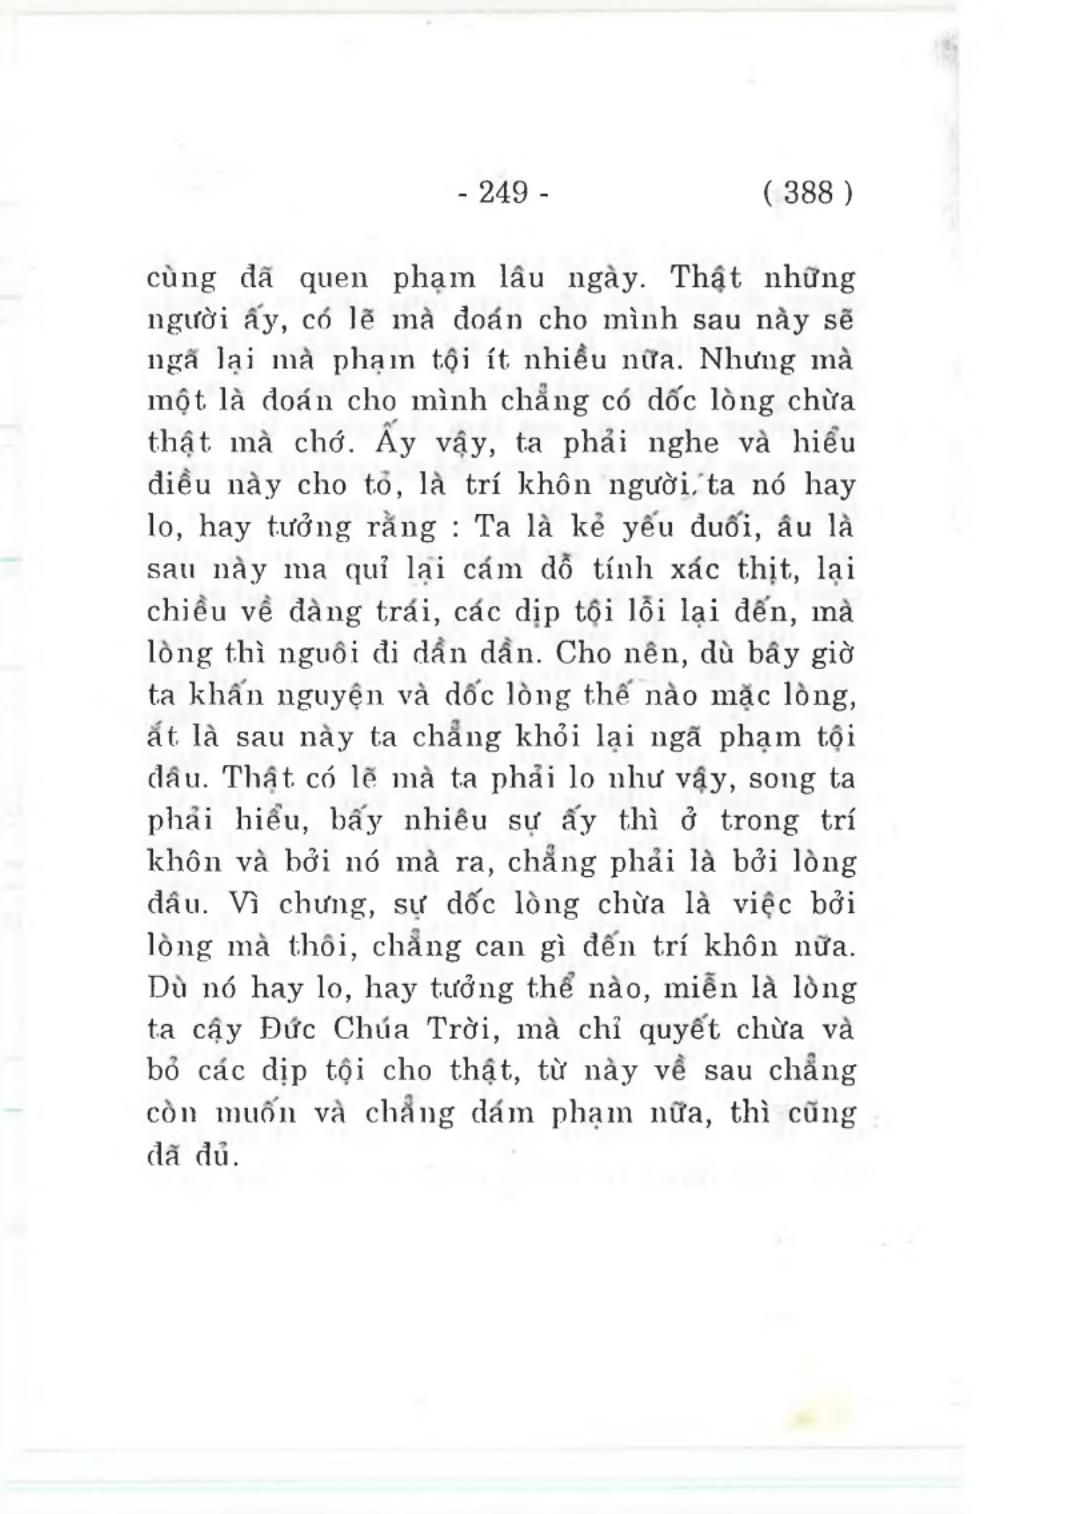 - 249 - ( 388 )
cùng đã quen phạm lâu ngày. Thật những
người ấy, có lẽ mà đoán cho mình sau này sẽ
ngã lại mà phạm tội ít nhiều nữa. Nhưng mà
một là đoán cho mình chẳng có dốc lòng chừa
thật mà chớ. Ấy vậy, ta phải nghe và hiểu
điều này cho tỏ, là trí khôn người ta nó hay
lo, hay tưởng rằng : Ta là kẻ yếu đuối, âu là
sau này ma quỉ lại cám dỗ tính xác thịt, lại
chiều về đàng trái, các dịp tội lỗi lại đến, mà
lòng thì nguôi đi dần dần. Cho nên, dù bây giờ
ta khấn nguyện và dốc lòng thế nào mặc lòng,
ắt là sau này ta chẳng khỏi lại ngã phạm tội
đâu. Thật có lẽ mà ta phải lo như vậy, song ta
phải hiểu, bấy nhiêu sự ấy thì ở trong trí
khôn và bởi nó mà ra, chẳng phải là bởi lòng
đâu. Vì chưng, sự dốc lòng chừa là việc bởi
lòng mà thôi, chẳng can gì đến trí khôn nữa.
Dù nó hay lo, hay tưởng thể nào, miễn là lòng
ta cậy Đức Chúa Trời, mà chỉ quyết chừa và
bỏ các dịp tội cho thật, từ này về sau chẳng
còn muốn và chẳng dám phạm nữa, thì cũng
đã đủ.